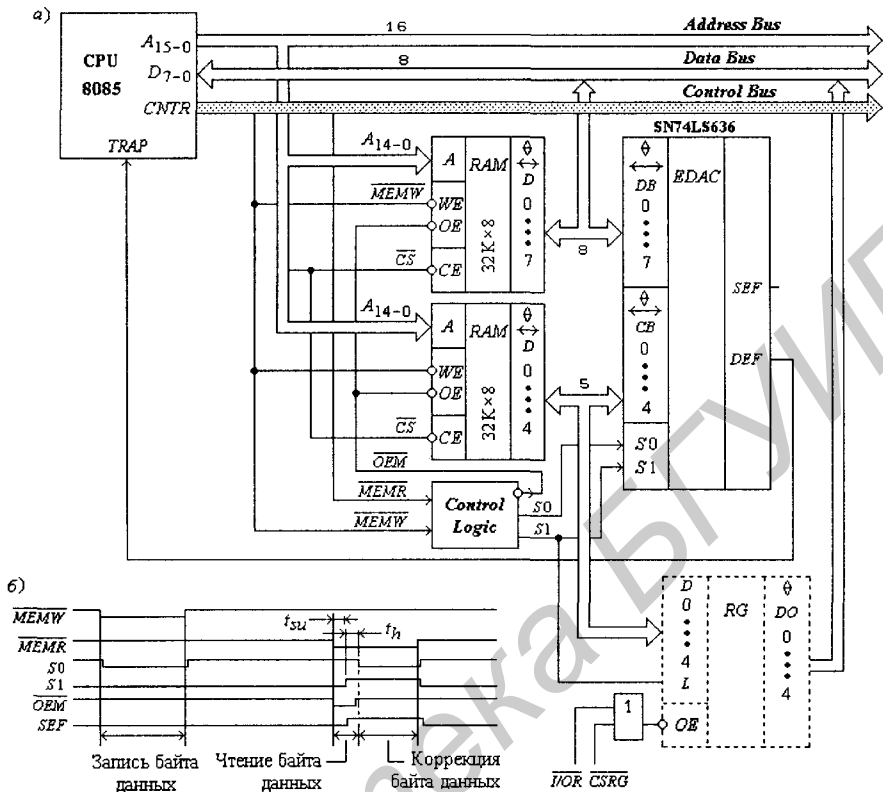 а)
CPU
8085
A15-0
D7-0
CNTR
TRAP
16
Address Bus
8
Data Bus
Control Bus
SN74LS636
A14-0
MEMW
CS
A
WE
OE
CE
RAM
32K×8
D
0
7
8
DB
0
7
EDAC
SEF
DEF
CB
0
4
S0
S1
A14-0
CS
A
WE
OE
CE
RAM
32K×8
D
0
4
5
OEM
MEMR
MEMW
Control
Logic
S0
S1
D
0
4
L
OE
RG
DO
0
4
1
I/OR
CSRG
б)
MEMW
MEMR
S0
S1
OEM
SEF
tsu
th
Запись байта
данных
Чтение байта
данных
Коррекция
байта данных
тека БГУИР